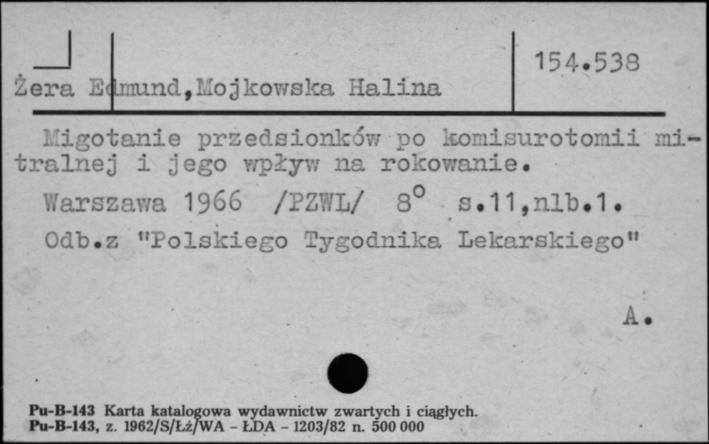 154.538
Żera Edmund,Mojkowska Halina
Migotanie przedsionków po komisurotomii mi-
tralnej i jego wpływ na rokowanie.
Warszawa 1966 /PZWL/ 8° s.11,nlb.1.
Odb.z "Polskiego Tygodnika Lekarskiego"
A.
Pu-B-143 Karta katalogowa wydawnictw zwartych i ciągłych.
Pu-B-143, z. 1962/S/Łź/WA - ŁDA - 1203/82 n. 500 000